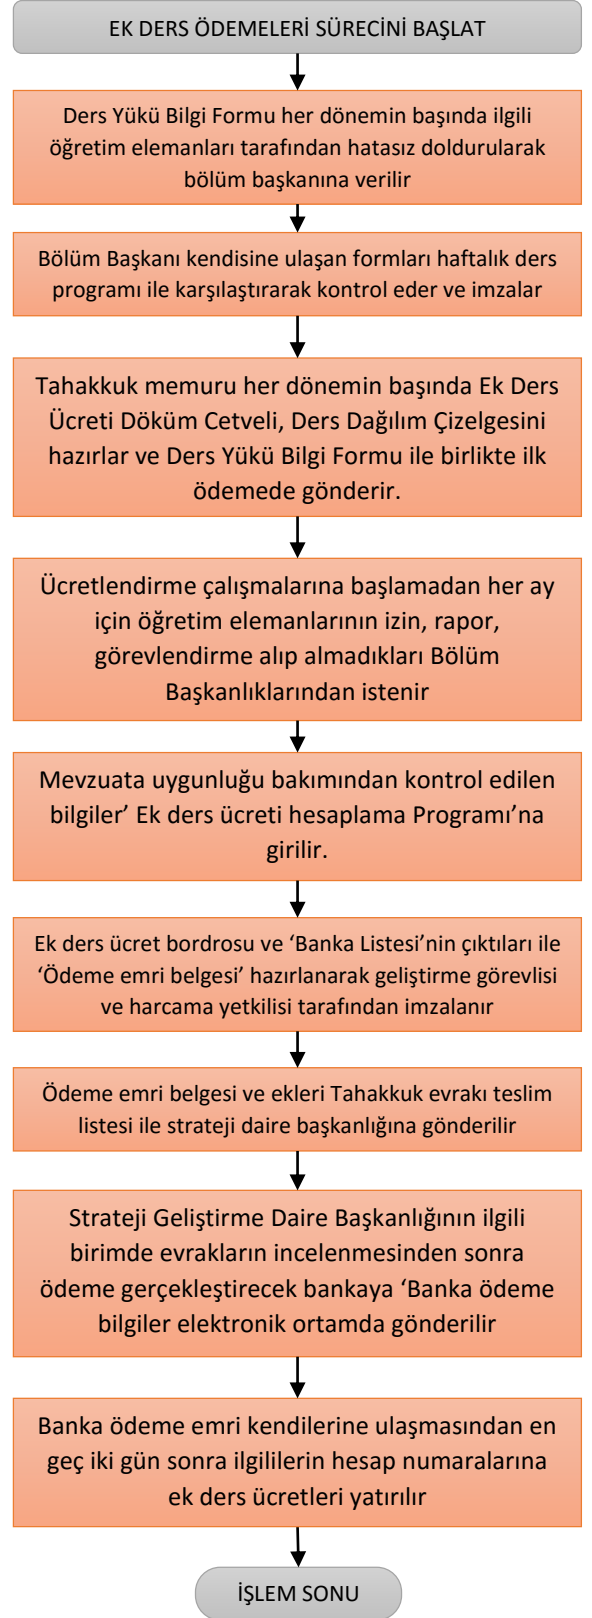 EK DERS ÖDEMELERİ SÜRECİNİ BAŞLAT
Ders Yükü Bilgi Formu her dönemin başında ilgili
öğretim elemanları tarafından hatasız doldurularak
bölüm başkanına verilir
Bölüm Başkanı kendisine ulaşan formları haftalık ders
programı ile karşılaştırarak kontrol eder ve imzalar
Tahakkuk memuru her dönemin başında Ek Ders
Ücreti Döküm Cetveli, Ders Dağılım Çizelgesini
hazırlar ve Ders Yükü Bilgi Formu ile birlikte ilk
ödemede gönderir.
Ücretlendirme çalışmalarına başlamadan her ay
için öğretim elemanlarının izin, rapor,
görevlendirme alıp almadıkları Bölüm
Başkanlıklarından istenir
Mevzuata uygunluğu bakımından kontrol edilen
bilgiler’ Ek ders ücreti hesaplama Programı’na
girilir.
Ek ders ücret bordrosu ve ‘Banka Listesi’nin çıktıları ile
‘Ödeme emri belgesi’ hazırlanarak geliştirme görevlisi
ve harcama yetkilisi tarafından imzalanır
Ödeme emri belgesi ve ekleri Tahakkuk evrakı teslim
listesi ile strateji daire başkanlığına gönderilir
Strateji Geliştirme Daire Başkanlığının ilgili
birimde evrakların incelenmesinden sonra
ödeme gerçekleştirecek bankaya ‘Banka ödeme
bilgiler elektronik ortamda gönderilir
Banka ödeme emri kendilerine ulaşmasından en
geç iki gün sonra ilgililerin hesap numaralarına
ek ders ücretleri yatırılır
İŞLEM SONU